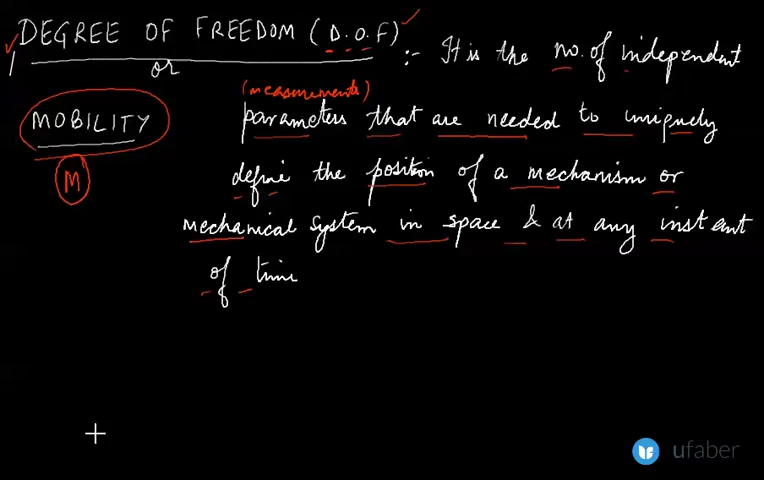 DEGREE OF FREEDOM (D.O.F) :- It is the no. of independent
or
(measurements)
MOBILITY parameters that are needed to uniquely
M define the position of a mechanism or
mechanical system in space & at any instant
of time
ufaber